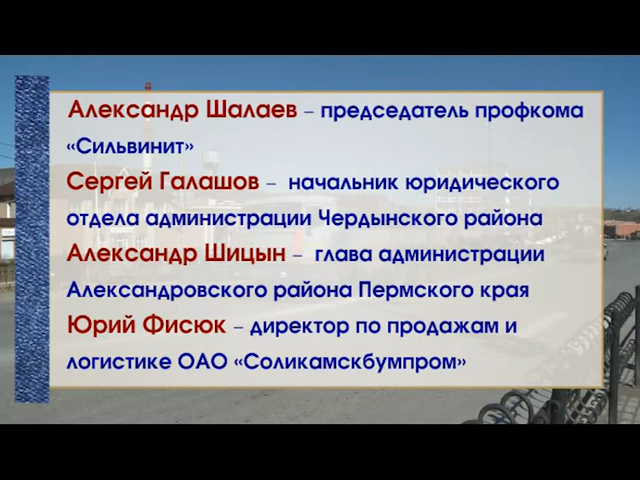 Александр Шалаев – председатель профкома
«Сильвинит»
Сергей Галашов – начальник юридического
отдела администрации Чердынского района
Александр Шицын – глава администрации
Александровского района Пермского края
Юрий Фисюк – директор по продажам и
логистике ОАО «Соликамскбумпром»